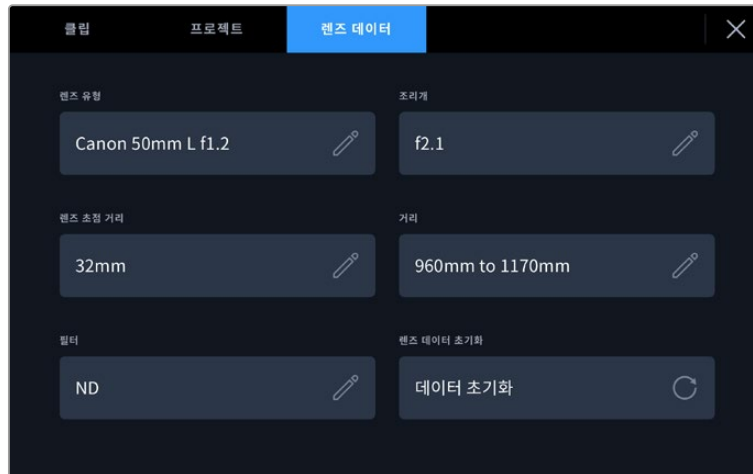 클립 프로젝트 렌즈 데이터
렌즈 유형 조리개
Canon 50mm L f1.2 f2.1
렌즈 초점 거리 거리
32mm 960mm to 1170mm
필터 렌즈 데이터 초기화
ND 데이터 초기화